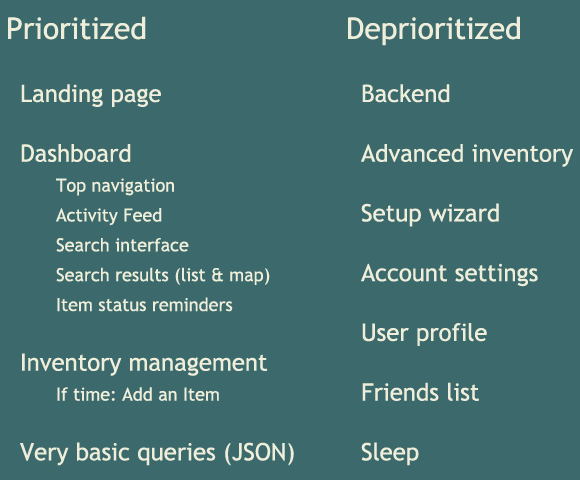 Prioritized
Landing page
Dashboard
Top navigation
Activity Feed
Search interface
Search results (list & map)
Item status reminders
Inventory management
If time: Add an Item
Very basic queries (JSON)
Deprioritized
Backend
Advanced inventory
Setup wizard
Account settings
User profile
Friends list
Sleep